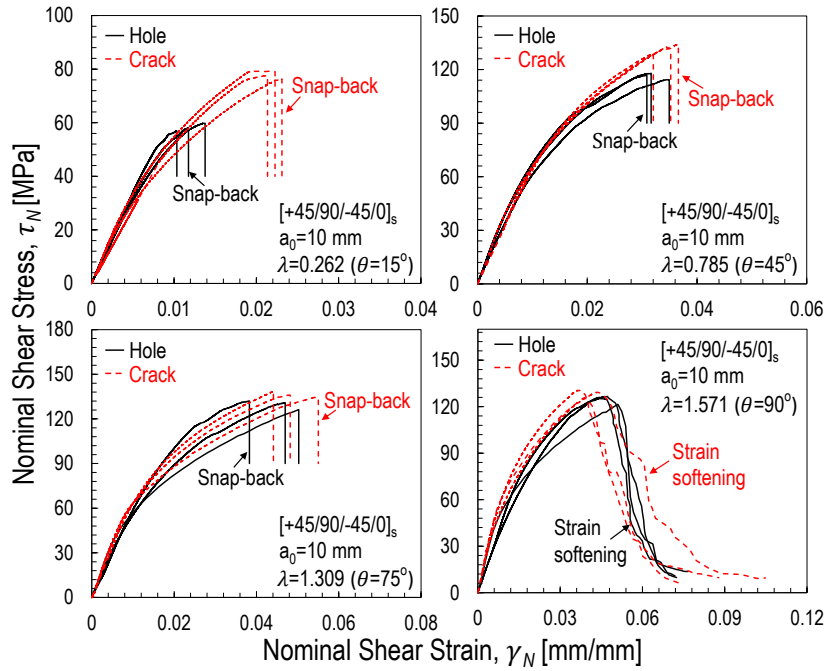 Nominal Shear Stress, τN [MPa]
120
100
80
60
40
20
0
Hole
Crack
Snap-back
Snap-back
[+45/90/-45/0]s
a0=10 mm
λ=0.262 (θ=15o)
0 0.01 0.02 0.03 0.04
150
120
90
60
30
0
Hole
Crack
Snap-back
Snap-back
[+45/90/-45/0]s
a0=10 mm
λ=0.785 (θ=45o)
0 0.02 0.04 0.06
180
150
120
90
60
30
0
Hole
Crack
Snap-back
Snap-back
[+45/90/-45/0]s
a0=10 mm
λ=1.309 (θ=75o)
0 0.02 0.04 0.06 0.08
180
150
120
90
60
30
0
Hole
Crack
[+45/90/-45/0]s
a0=10 mm
λ=1.571 (θ=90o)
Strain
softening
Strain
softening
0 0.03 0.06 0.09 0.12
Nominal Shear Strain, γN [mm/mm]